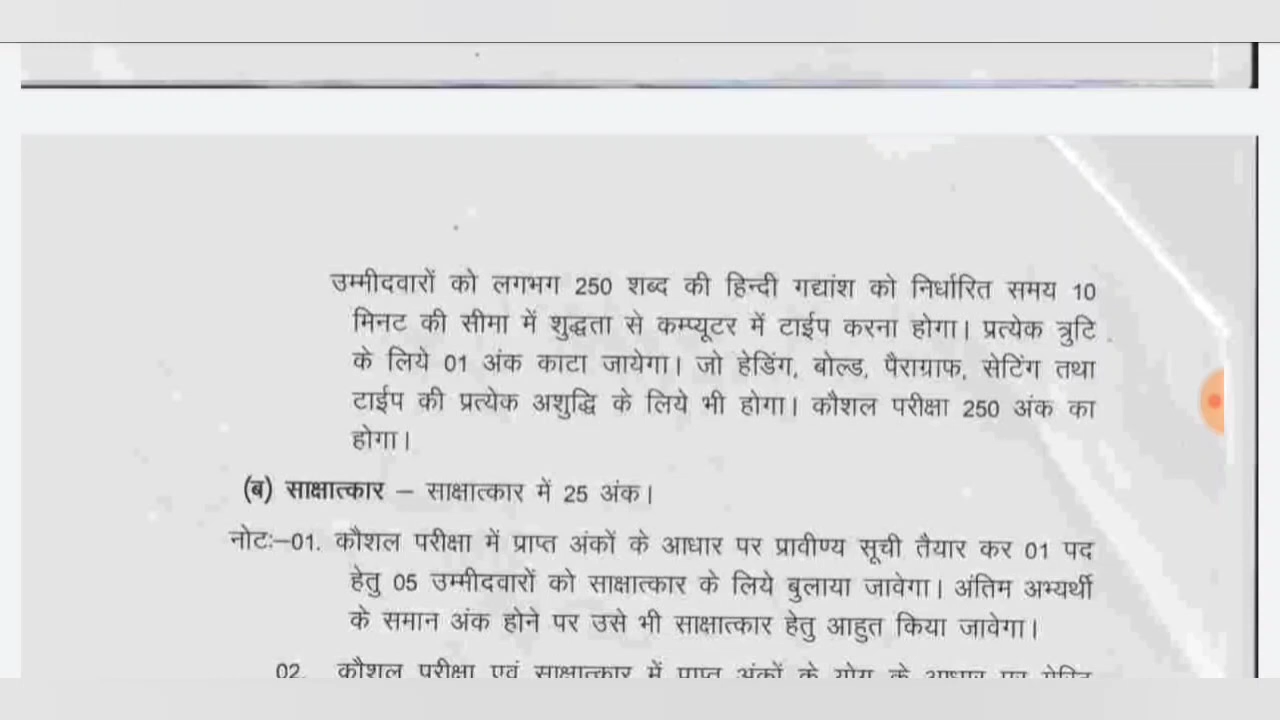 उम्मीदवारों को लगभग 250 शब्द की हिन्दी गद्यांश को निर्धारित समय 10
मिनट की सीमा में शुद्धता से कम्प्यूटर में टाईप करना होगा। प्रत्येक त्रुटि
के लिये 01 अंक काटा जायेगा। जो हेडिंग, बोल्ड, पैराग्राफ, सेटिंग तथा
टाईप की प्रत्येक अशुद्धि के लिये भी होगा। कौशल परीक्षा 250 अंक का
होगा।
(ब) साक्षात्कार – साक्षात्कार में 25 अंक।
नोटः–01. कौशल परीक्षा में प्राप्त अंकों के आधार पर प्रावीण्य सूची तैयार कर 01 पद
हेतु 05 उम्मीदवारों को साक्षात्कार के लिये बुलाया जावेगा। अंतिम अभ्यर्थी
के समान अंक होने पर उसे भी साक्षात्कार हेतु आहुत किया जावेगा।
02. कौशल परीक्षा एवं साक्षात्कार में प्राप्त अंकों के योग के आधार पर